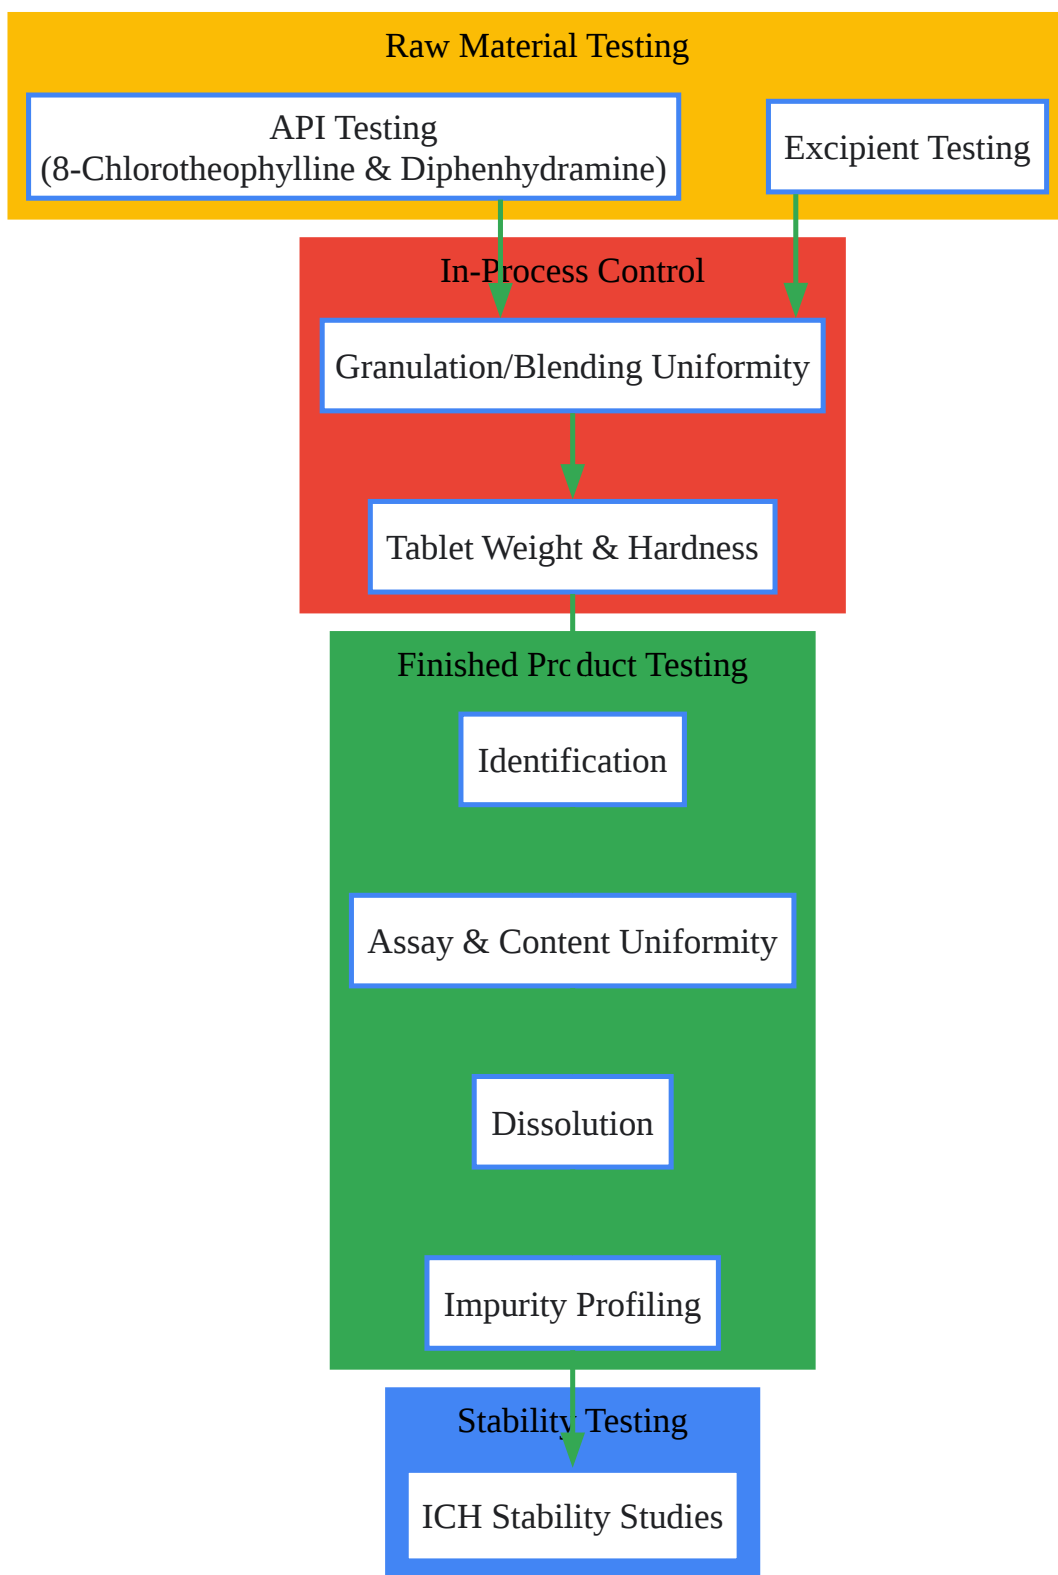 Raw Material Testing
API Testing
(8-Chlorotheophylline & Diphenhydramine)
Excipient Testing
In-Process Control
Granulation/Blending Uniformity
Tablet Weight & Hardness
Finished Product Testing
Identification
Assay & Content Uniformity
Dissolution
Impurity Profiling
Stability Testing
ICH Stability Studies